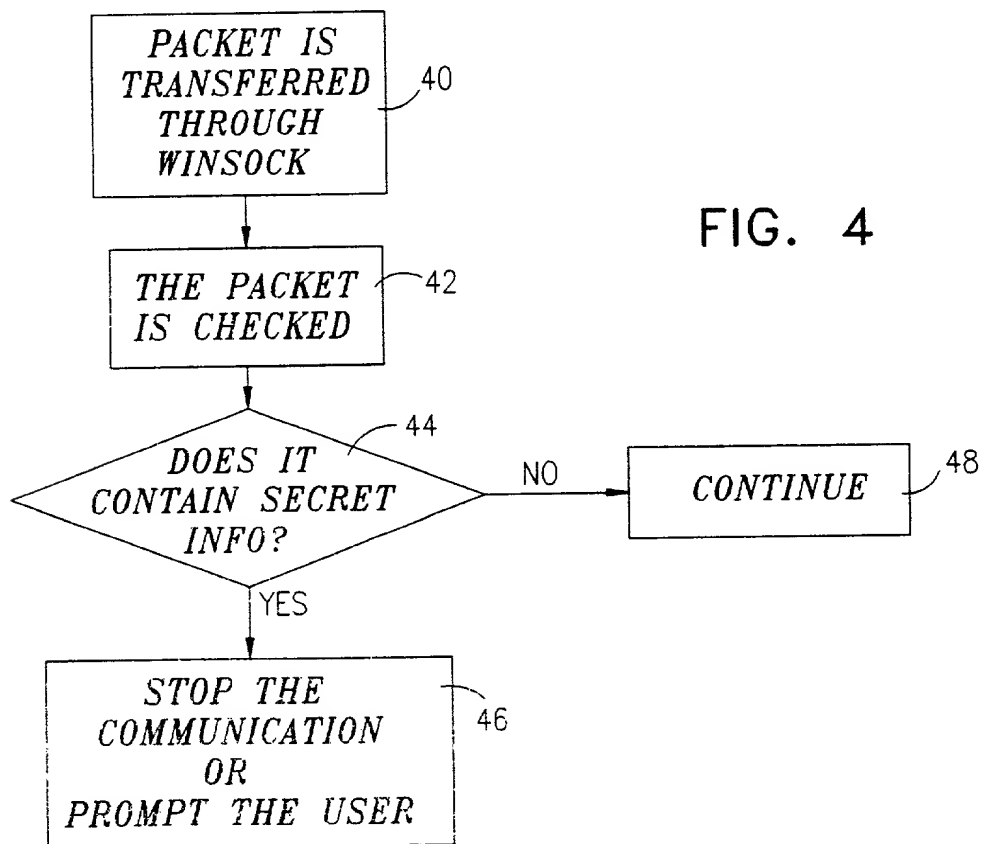 PACKET IS
TRANSFERRED
THROUGH
WINSOCK
40
FIG. 4
THE PACKET
IS CHECKED
42
DOES IT
CONTAIN SECRET
INFO?
44
NO
CONTINUE
48
YES
STOP THE
COMMUNICATION
OR
PROMPT THE USER
46